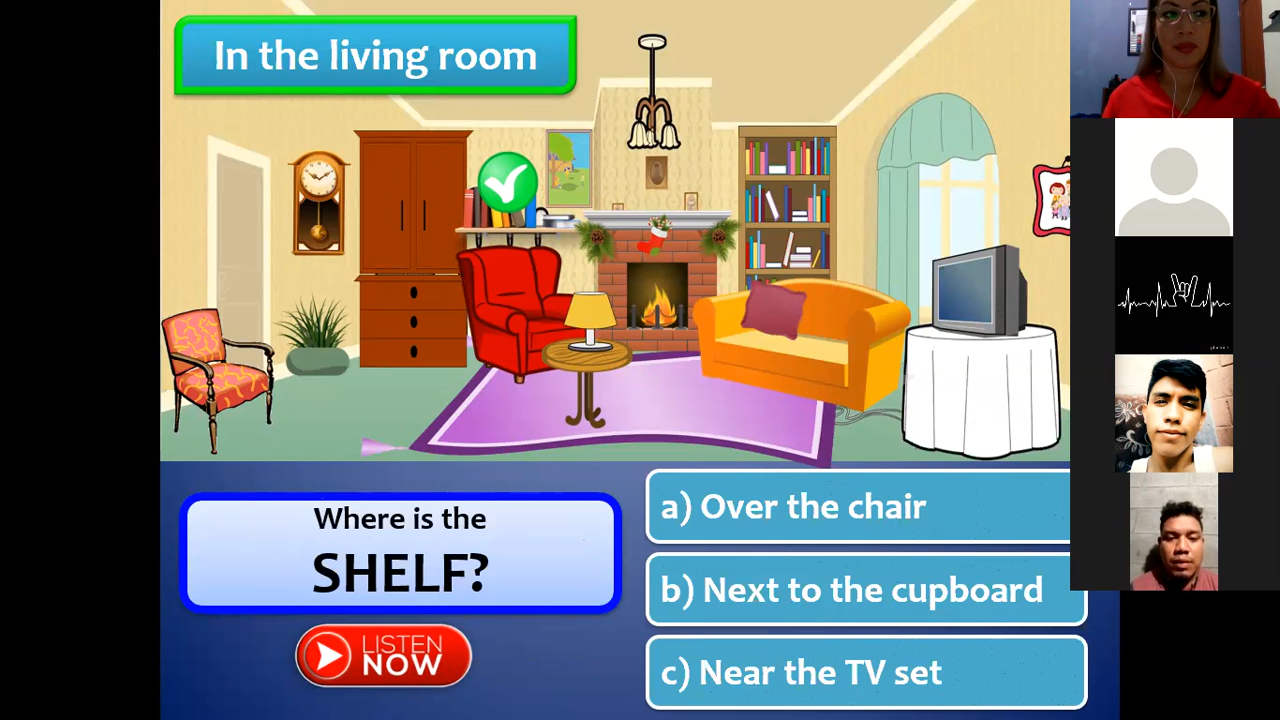 In the living room
Where is the
SHELF?
LISTEN
NOW
a) Over the chair
b) Next to the cupboard
c) Near the TV set